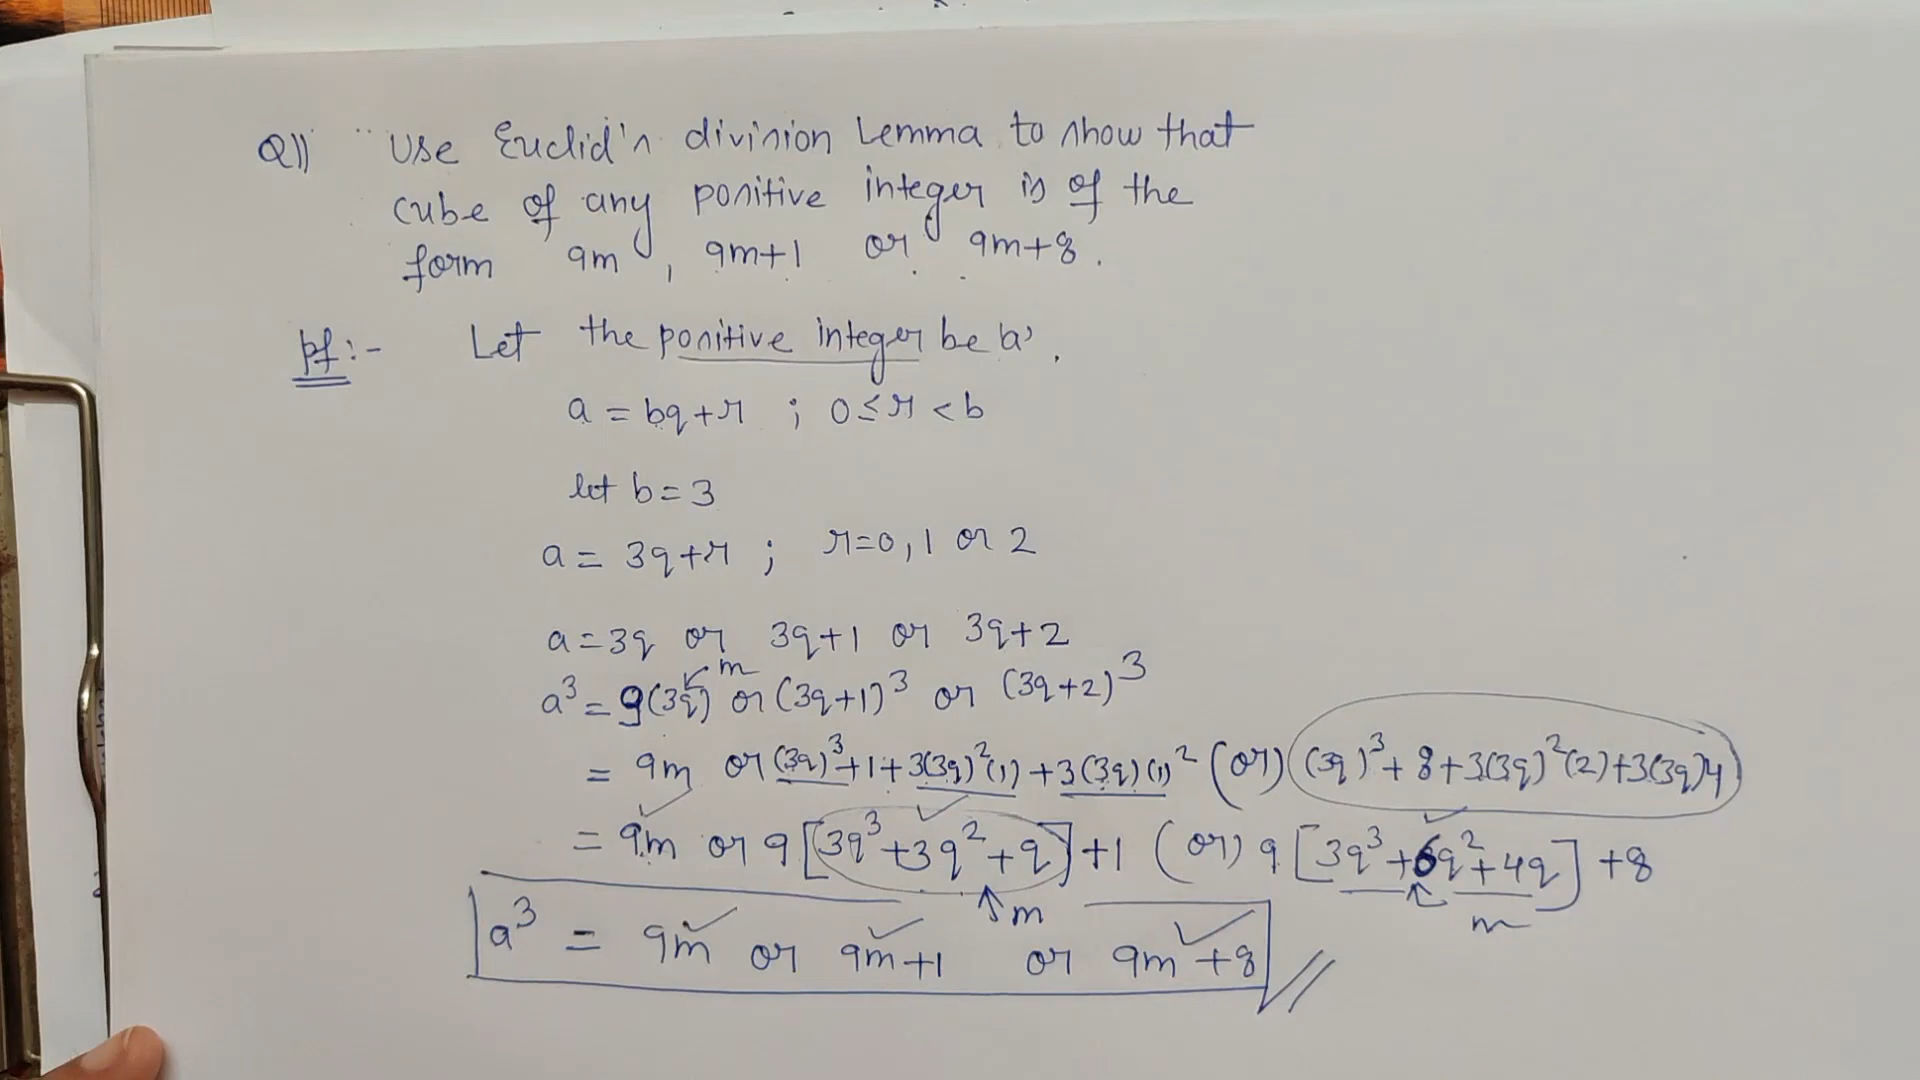 Q1) Use Euclid's division Lemma to show that
cube of any positive integer is of the
form 9m, 9m+1 or 9m+8.
Pf:- Let the positive integer be 'a'.
a = bq+r ; 0≤r<b
let b=3
a = 3q+r ; r=0, 1 or 2
a=3q or 3q+1 or 3q+2
m
a³ = 9(3q) or (3q+1)³ or (3q+2)³
= 9m or (3q)³+1+3(3q)²(1)+3(3q)(1)² (or) (3q)³+8+3(3q)²(2)+3(3q)4
= 9m or 9[3q³+3q²+q]+1 (or) 9[3q³+6q²+4q]+8
m m
a³ = 9m or 9m+1 or 9m+8